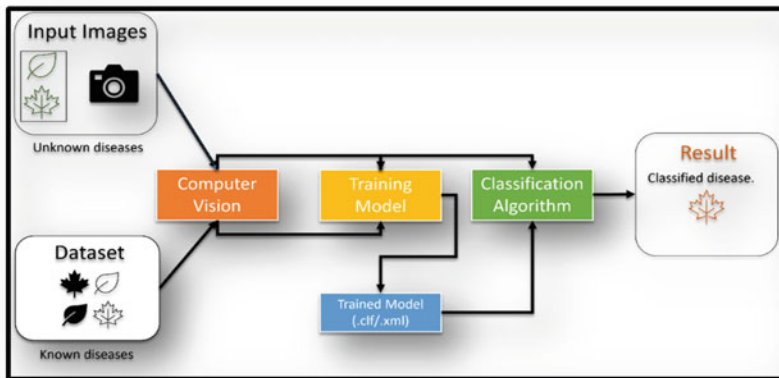 Input Images
Unknown diseases
Computer
Vision
Training
Model
Classification
Algorithm
Result
Classified disease.
Dataset
Known diseases
Trained Model
(.clf/.xml)